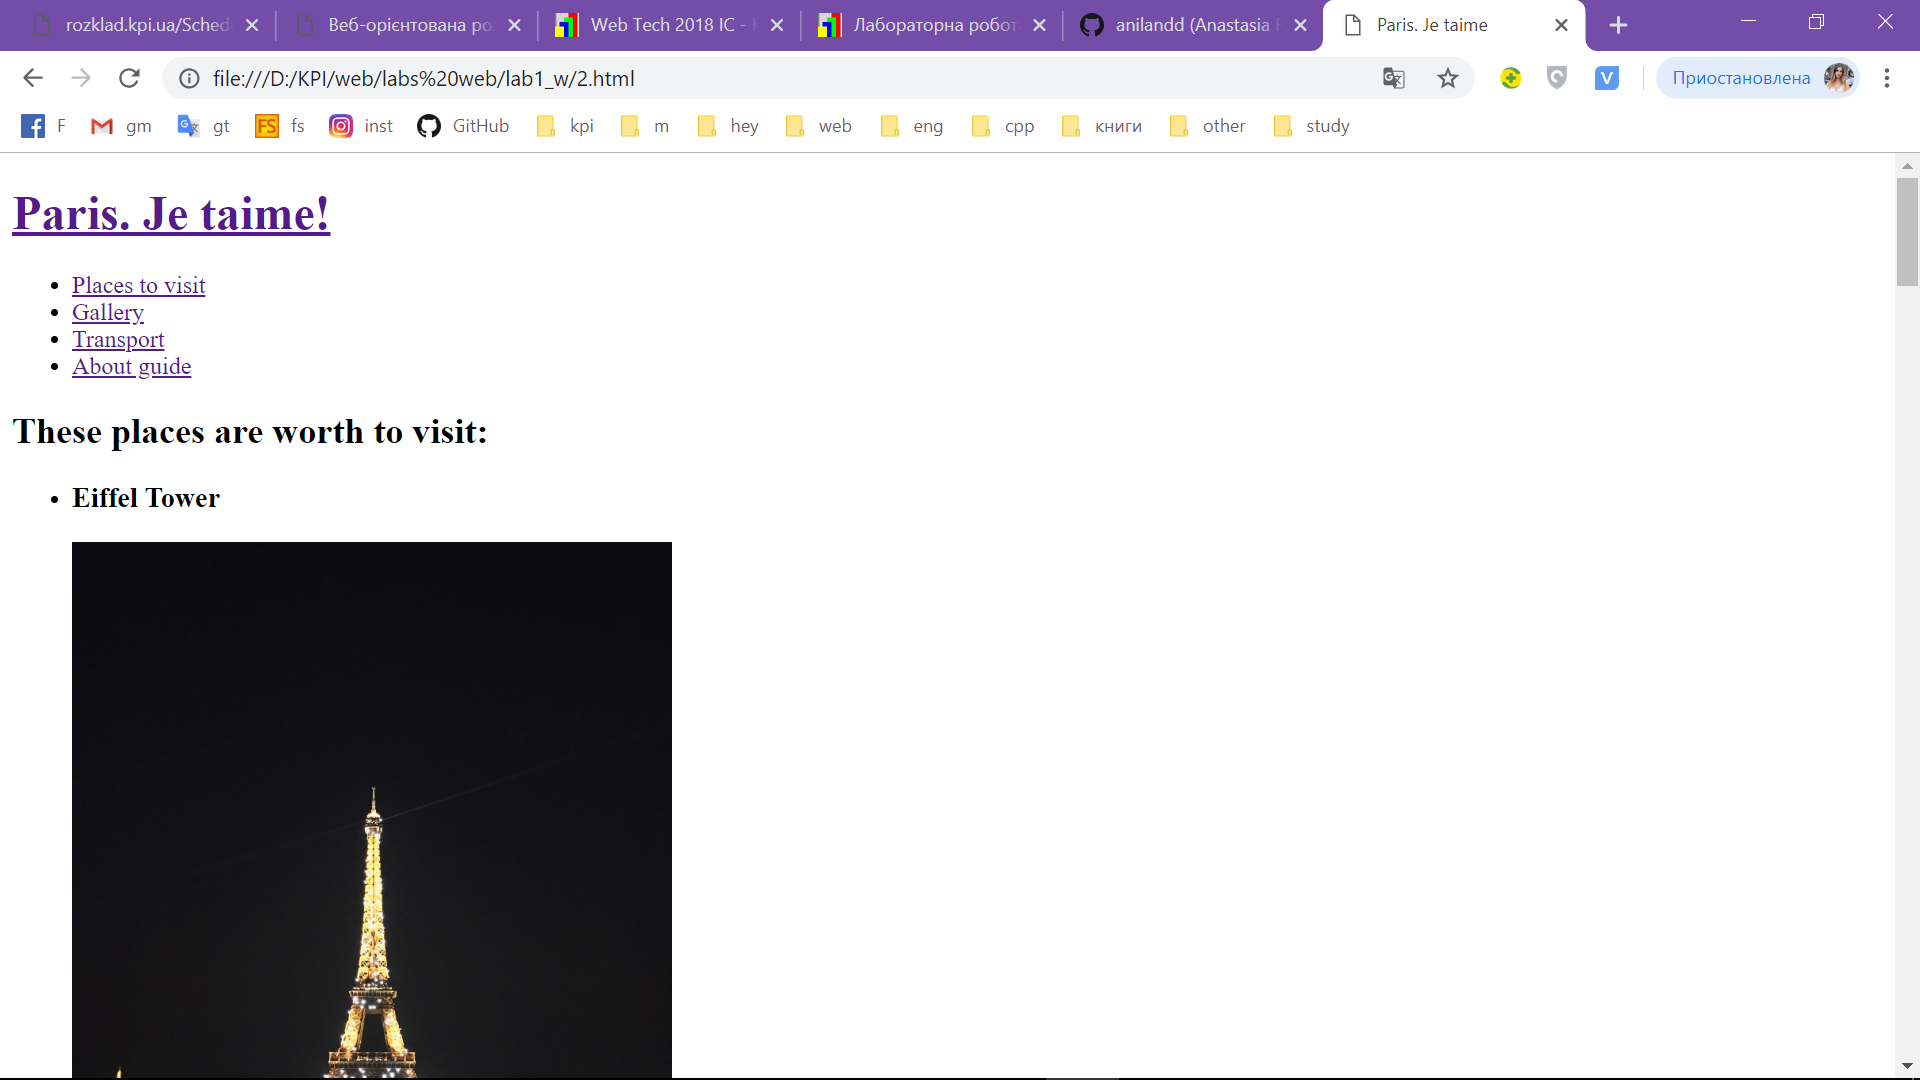 rozklad.kpi.ua/Sched
Веб-орієнтована ро
Web Tech 2018 IC -
Лабораторна робот
anilandd (Anastasia
Paris. Je taime
file:///D:/KPI/web/labs%20web/lab1_w/2.html
Приостановлена
F
gm
gt
fs
inst
GitHub
kpi
m
hey
web
eng
cpp
книги
other
study
Paris. Je taime!
Places to visit
Gallery
Transport
About guide
These places are worth to visit:
Eiffel Tower